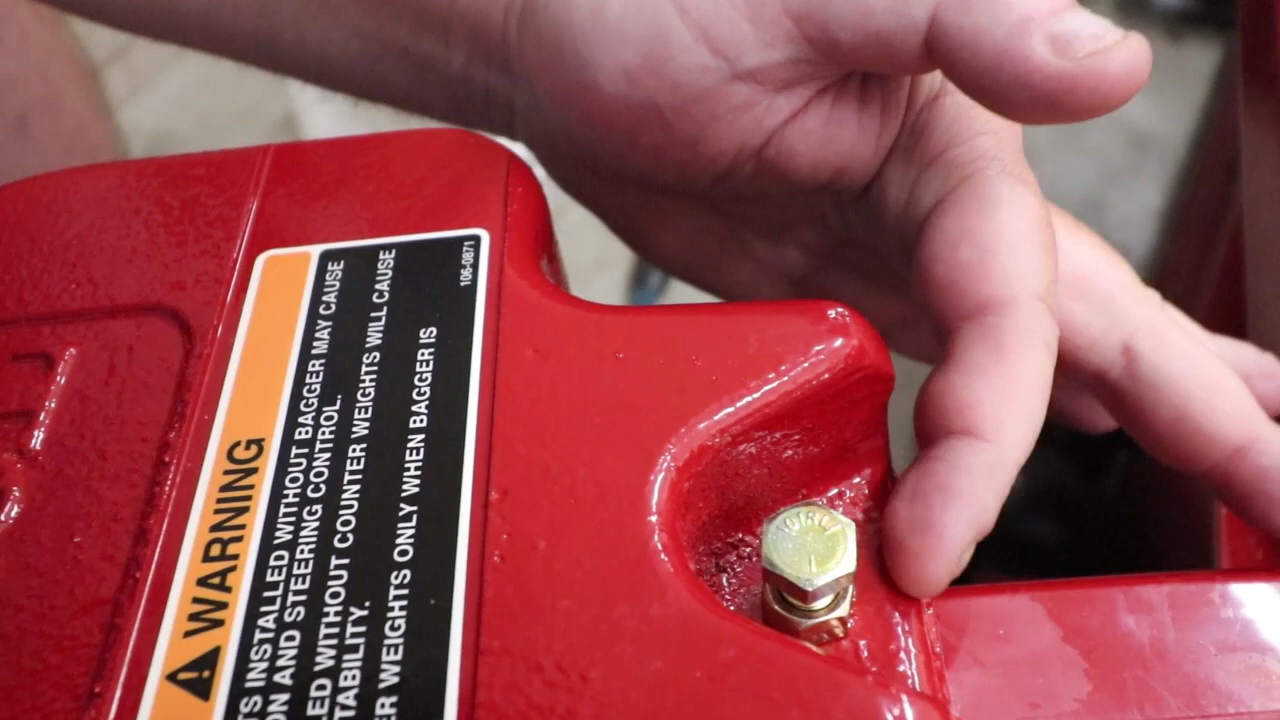 WARNING
TS INSTALLED WITHOUT BAGGER MAY CAUSE
ON AND STEERING CONTROL.
LED WITHOUT COUNTER WEIGHTS WILL CAUSE
TABILITY.
ER WEIGHTS ONLY WHEN BAGGER IS
106-0871